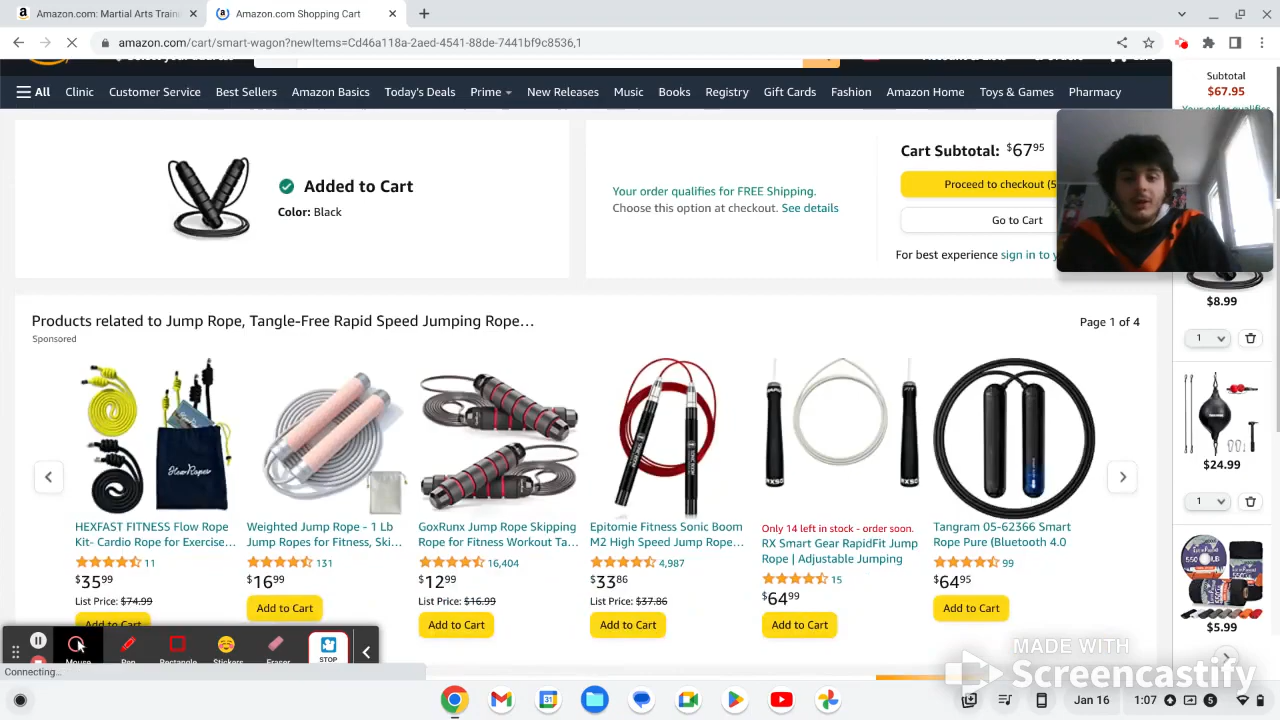 Amazon.com: Martial Arts Traini
Amazon.com Shopping Cart
amazon.com/cart/smart-wagon?newItems=Cd46a118a-2aed-4541-88de-7441bf9c8536,1
All Clinic Customer Service Best Sellers Amazon Basics Today's Deals Prime New Releases Music Books Registry Gift Cards Fashion Amazon Home Toys & Games Pharmacy
Subtotal
$67.95
Your order qualifies
Added to Cart
Color: Black
Your order qualifies for FREE Shipping.
Choose this option at checkout. See details
Cart Subtotal: $67 95
Proceed to checkout (5
Go to Cart
For best experience sign in to y
$8.99
1
$24.99
1
$5.99
Products related to Jump Rope, Tangle-Free Rapid Speed Jumping Rope…
Page 1 of 4
Sponsored
HEXFAST FITNESS Flow Rope
Kit- Cardio Rope for Exercise…
11
$35 99
List Price: $74.99
Add to Cart
Weighted Jump Rope - 1 Lb
Jump Ropes for Fitness, Ski…
131
$16 99
Add to Cart
GoxRunx Jump Rope Skipping
Rope for Fitness Workout Ta…
16,404
$12 99
List Price: $16.99
Add to Cart
Epitomie Fitness Sonic Boom
M2 High Speed Jump Rope…
4,987
$33 86
List Price: $37.86
Add to Cart
Only 14 left in stock - order soon.
RX Smart Gear RapidFit Jump
Rope | Adjustable Jumping
15
$64 99
Add to Cart
Tangram 05-62366 Smart
Rope Pure (Bluetooth 4.0
99
$64 95
Add to Cart
Mouse Pen Rectangle Stickers Eraser STOP
Connecting...
MADE WITH
Screencastify
Jan 16 1:07 5